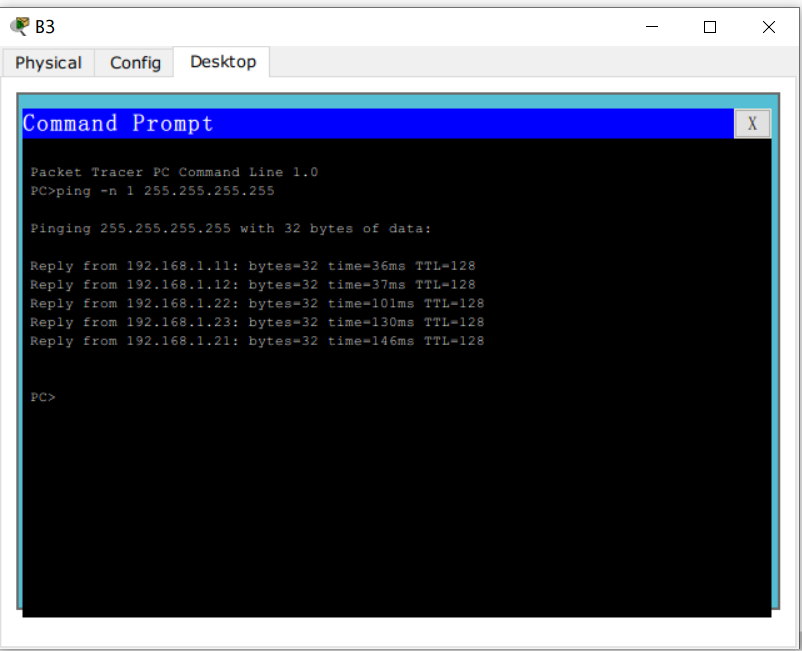 B3
Physical Config Desktop
Command Prompt X
Packet Tracer PC Command Line 1.0
PC>ping -n 1 255.255.255.255
Pinging 255.255.255.255 with 32 bytes of data:
Reply from 192.168.1.11: bytes=32 time=36ms TTL=128
Reply from 192.168.1.12: bytes=32 time=37ms TTL=128
Reply from 192.168.1.22: bytes=32 time=101ms TTL=128
Reply from 192.168.1.23: bytes=32 time=130ms TTL=128
Reply from 192.168.1.21: bytes=32 time=146ms TTL=128
PC>